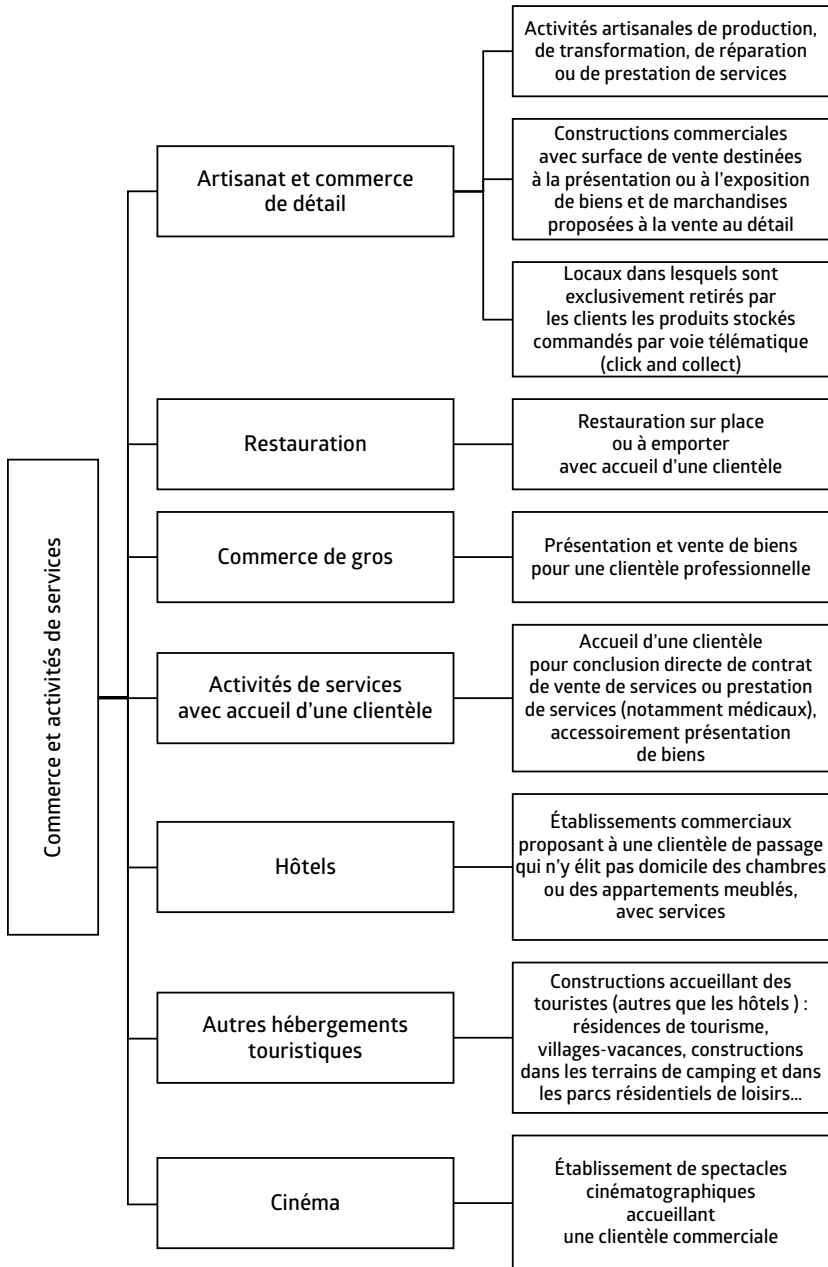 Commerce et activités de services
Artisanat et commerce
de détail
Activités artisanales de production,
de transformation, de réparation
ou de prestation de services
Constructions commerciales
avec surface de vente destinées
à la présentation ou à l’exposition
de biens et de marchandises
proposées à la vente au détail
Locaux dans lesquels sont
exclusivement retirés par
les clients les produits stockés
commandés par voie télématique
(click and collect)
Restauration
Restauration sur place
ou à emporter
avec accueil d’une clientèle
Commerce de gros
Présentation et vente de biens
pour une clientèle professionnelle
Activités de services
avec accueil d’une clientèle
Accueil d’une clientèle
pour conclusion directe de contrat
de vente de services ou prestation
de services (notamment médicaux),
accessoirement présentation
de biens
Hôtels
Établissements commerciaux
proposant à une clientèle de passage
qui n’y élit pas domicile des chambres
ou des appartements meublés,
avec services
Autres hébergements
touristiques
Constructions accueillant des
touristes (autres que les hôtels ) :
résidences de tourisme,
villages-vacances, constructions
dans les terrains de camping et dans
les parcs résidentiels de loisirs…
Cinéma
Établissement de spectacles
cinématographiques
accueillant
une clientèle commerciale